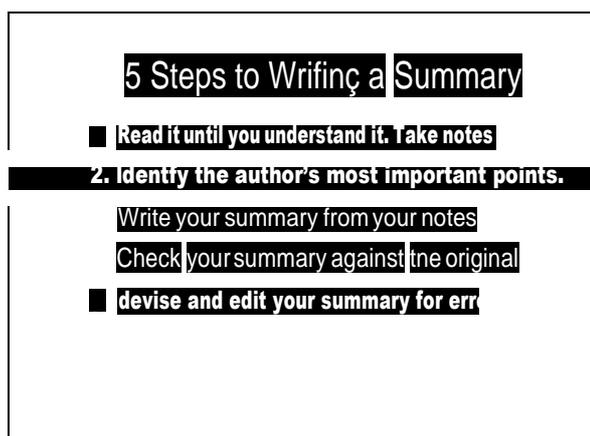 5 Steps to Wrifinç a Summary
Read it until you understand it. Take notes
2. Identfy the author's most important points.
Write your summary from your notes
Check your summary against tne original
devise and edit your summary for erre